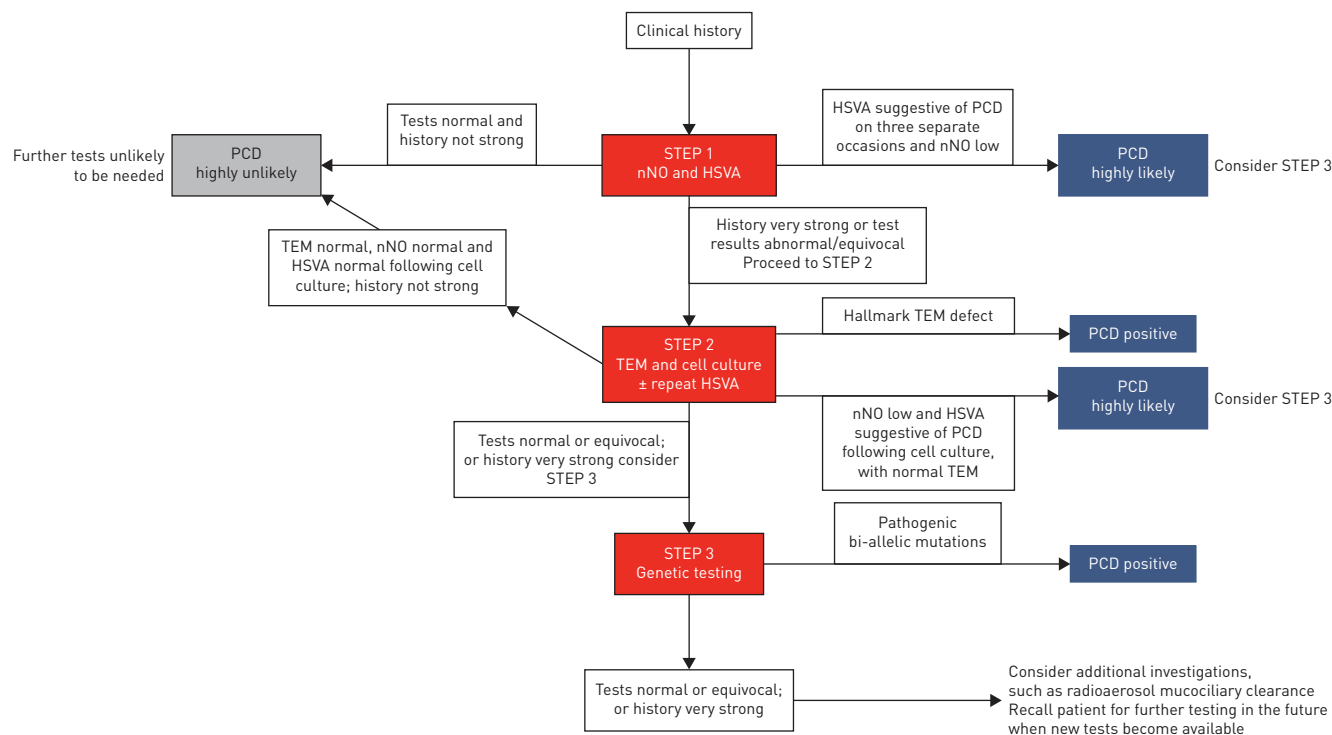 Clinical history
Tests normal and
history not strong
HSVA suggestive of PCD
on three separate
occasions and nNO low
Further tests unlikely
to be needed
PCD
highly unlikely
STEP 1
nNO and HSVA
PCD
highly likely
Consider STEP 3
TEM normal, nNO normal and
HSVA normal following cell
culture; history not strong
History very strong or test
results abnormal/equivocal
Proceed to STEP 2
Hallmark TEM defect
PCD positive
STEP 2
TEM and cell culture
± repeat HSVA
PCD
highly likely
Consider STEP 3
nNO low and HSVA
suggestive of PCD
following cell culture,
with normal TEM
Tests normal or equivocal;
or history very strong consider
STEP 3
Pathogenic
bi-allelic mutations
STEP 3
Genetic testing
PCD positive
Tests normal or equivocal;
or history very strong
Consider additional investigations,
such as radioaerosol mucociliary clearance
Recall patient for further testing in the future
when new tests become available